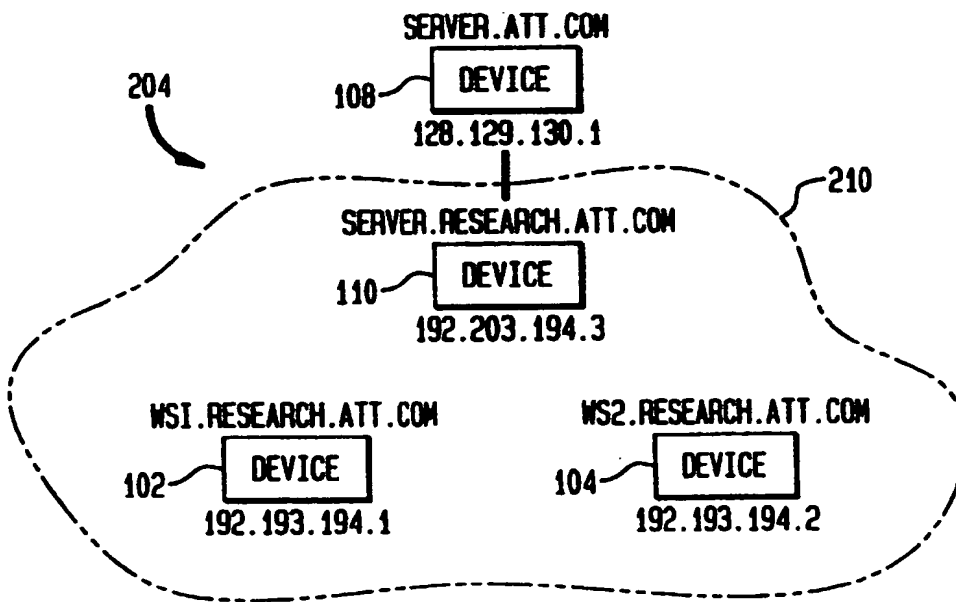 SERVER.ATT.COM
DEVICE
108
204
128.129.130.1
210
SERVER.RESEARCH.ATT.COM
DEVICE
110
192.203.194.3
WSI.RESEARCH.ATT.COM
WS2.RESEARCH.ATT.COM
DEVICE
DEVICE
102
104
192.193.194.1
192.193.194.2